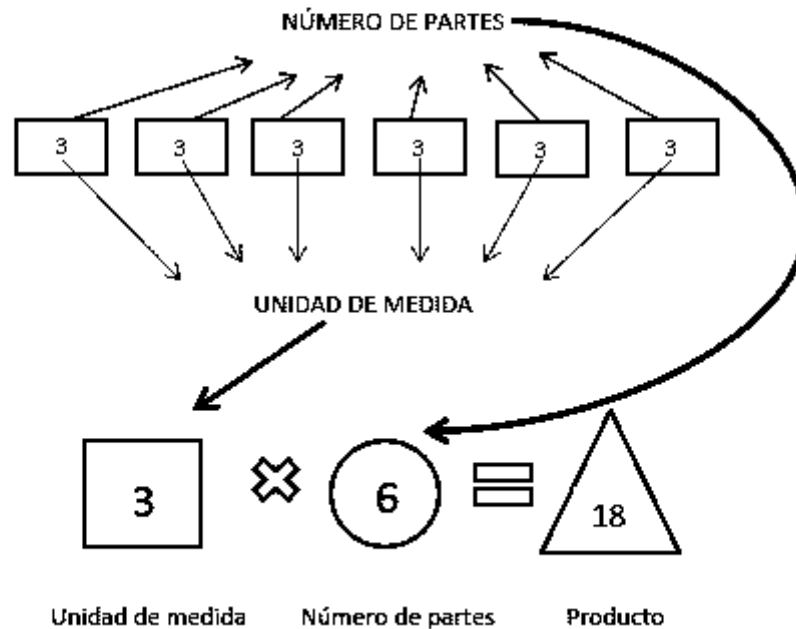 NÚMERO DE PARTES
3 3 3 3 3 3
UNIDAD DE MEDIDA
3 × 6 = 18
Unidad de medida Número de partes Producto